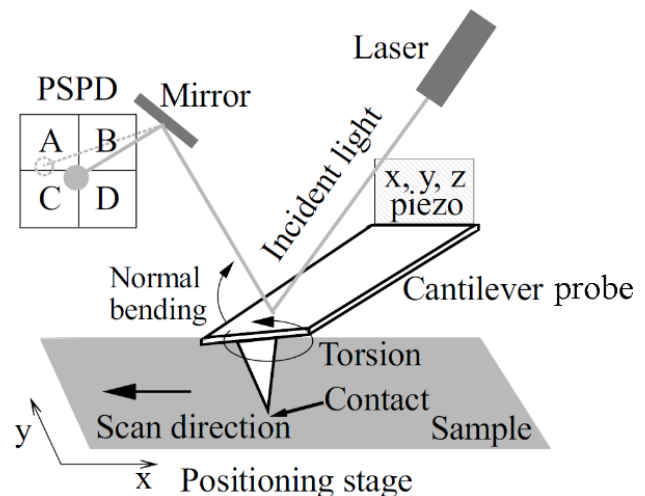 Laser
PSPD
Mirror
A
B
C
D
Incident light
x, y, z
piezo
Normal
bending
Cantilever probe
Torsion
Contact
Scan direction
Sample
y
x
Positioning stage